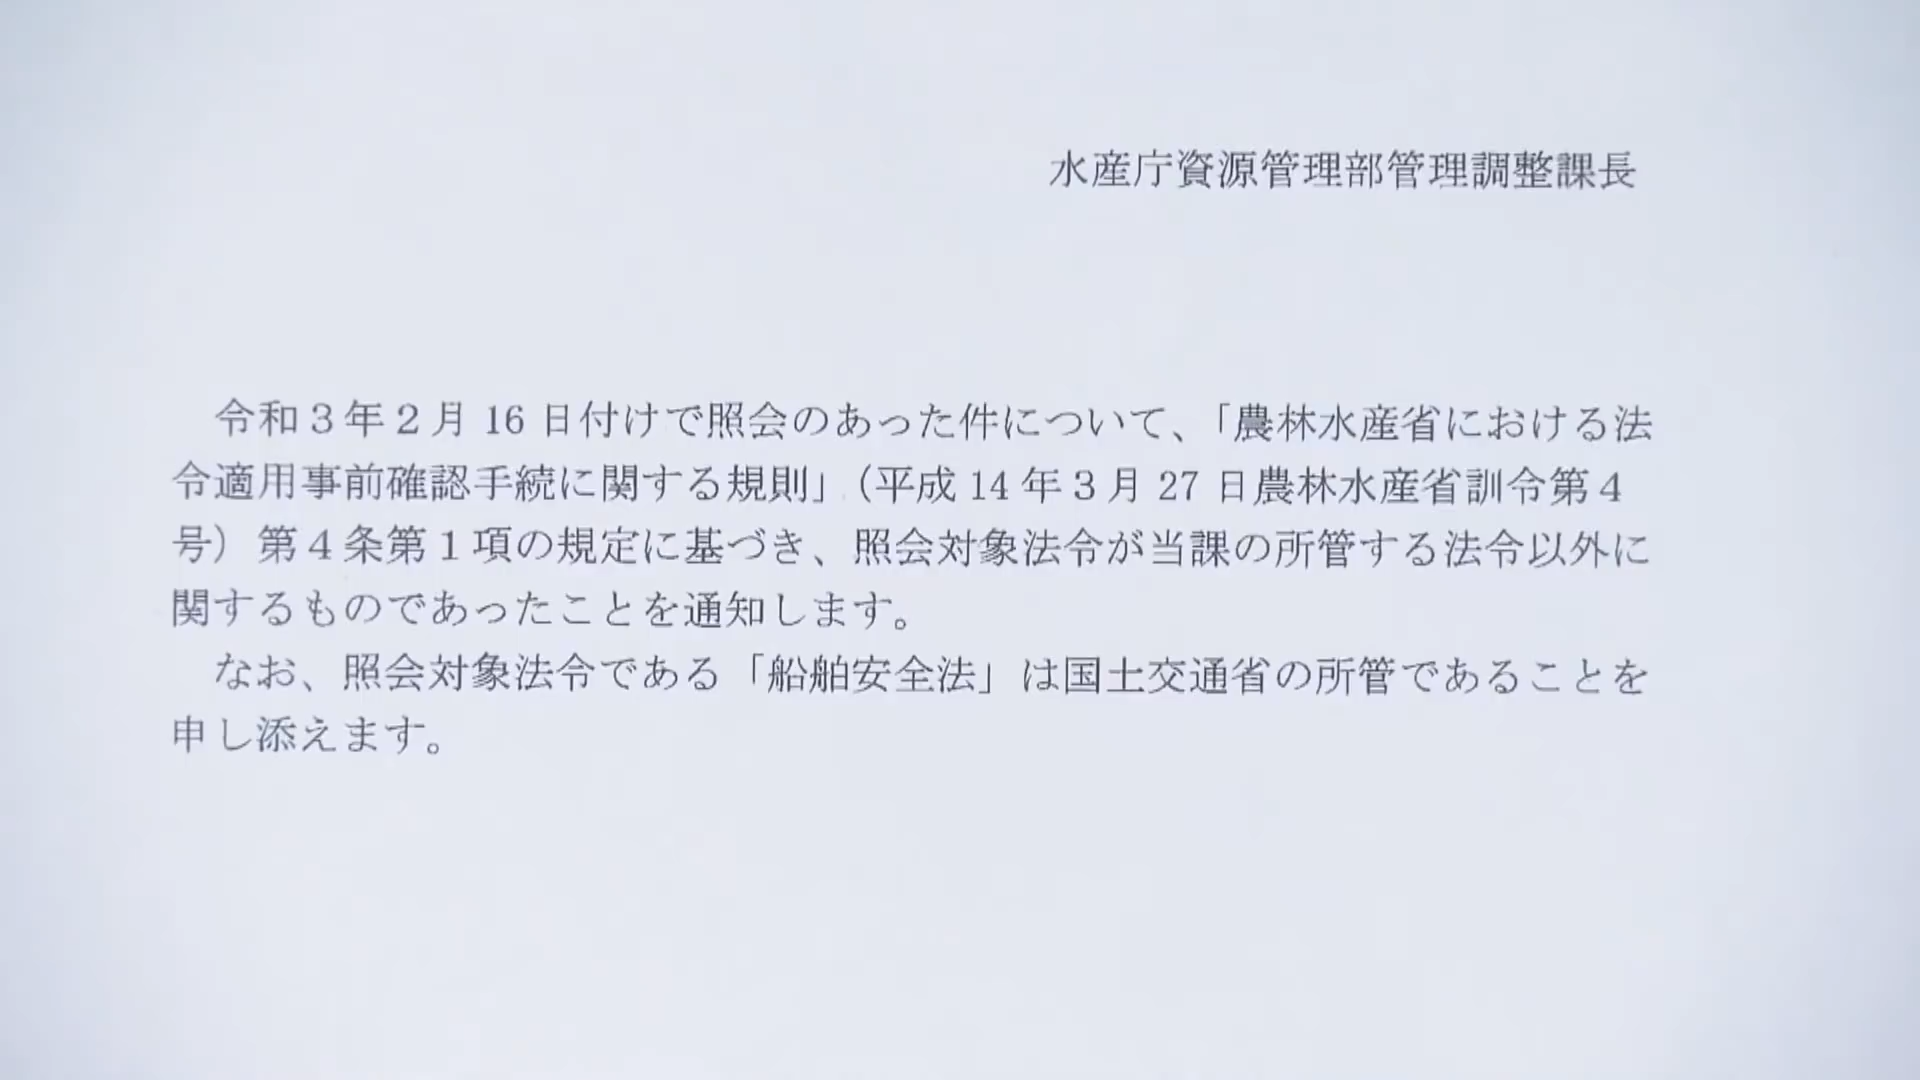 水産庁資源管理部管理調整課長
令和３年２月 16 日付けで照会のあった件について、「農林水産省における法
令適用事前確認手続に関する規則」（平成 14 年３月 27 日農林水産省訓令第４
号）第４条第１項の規定に基づき、照会対象法令が当課の所管する法令以外に
関するものであったことを通知します。
なお、照会対象法令である「船舶安全法」は国土交通省の所管であることを
申し添えます。